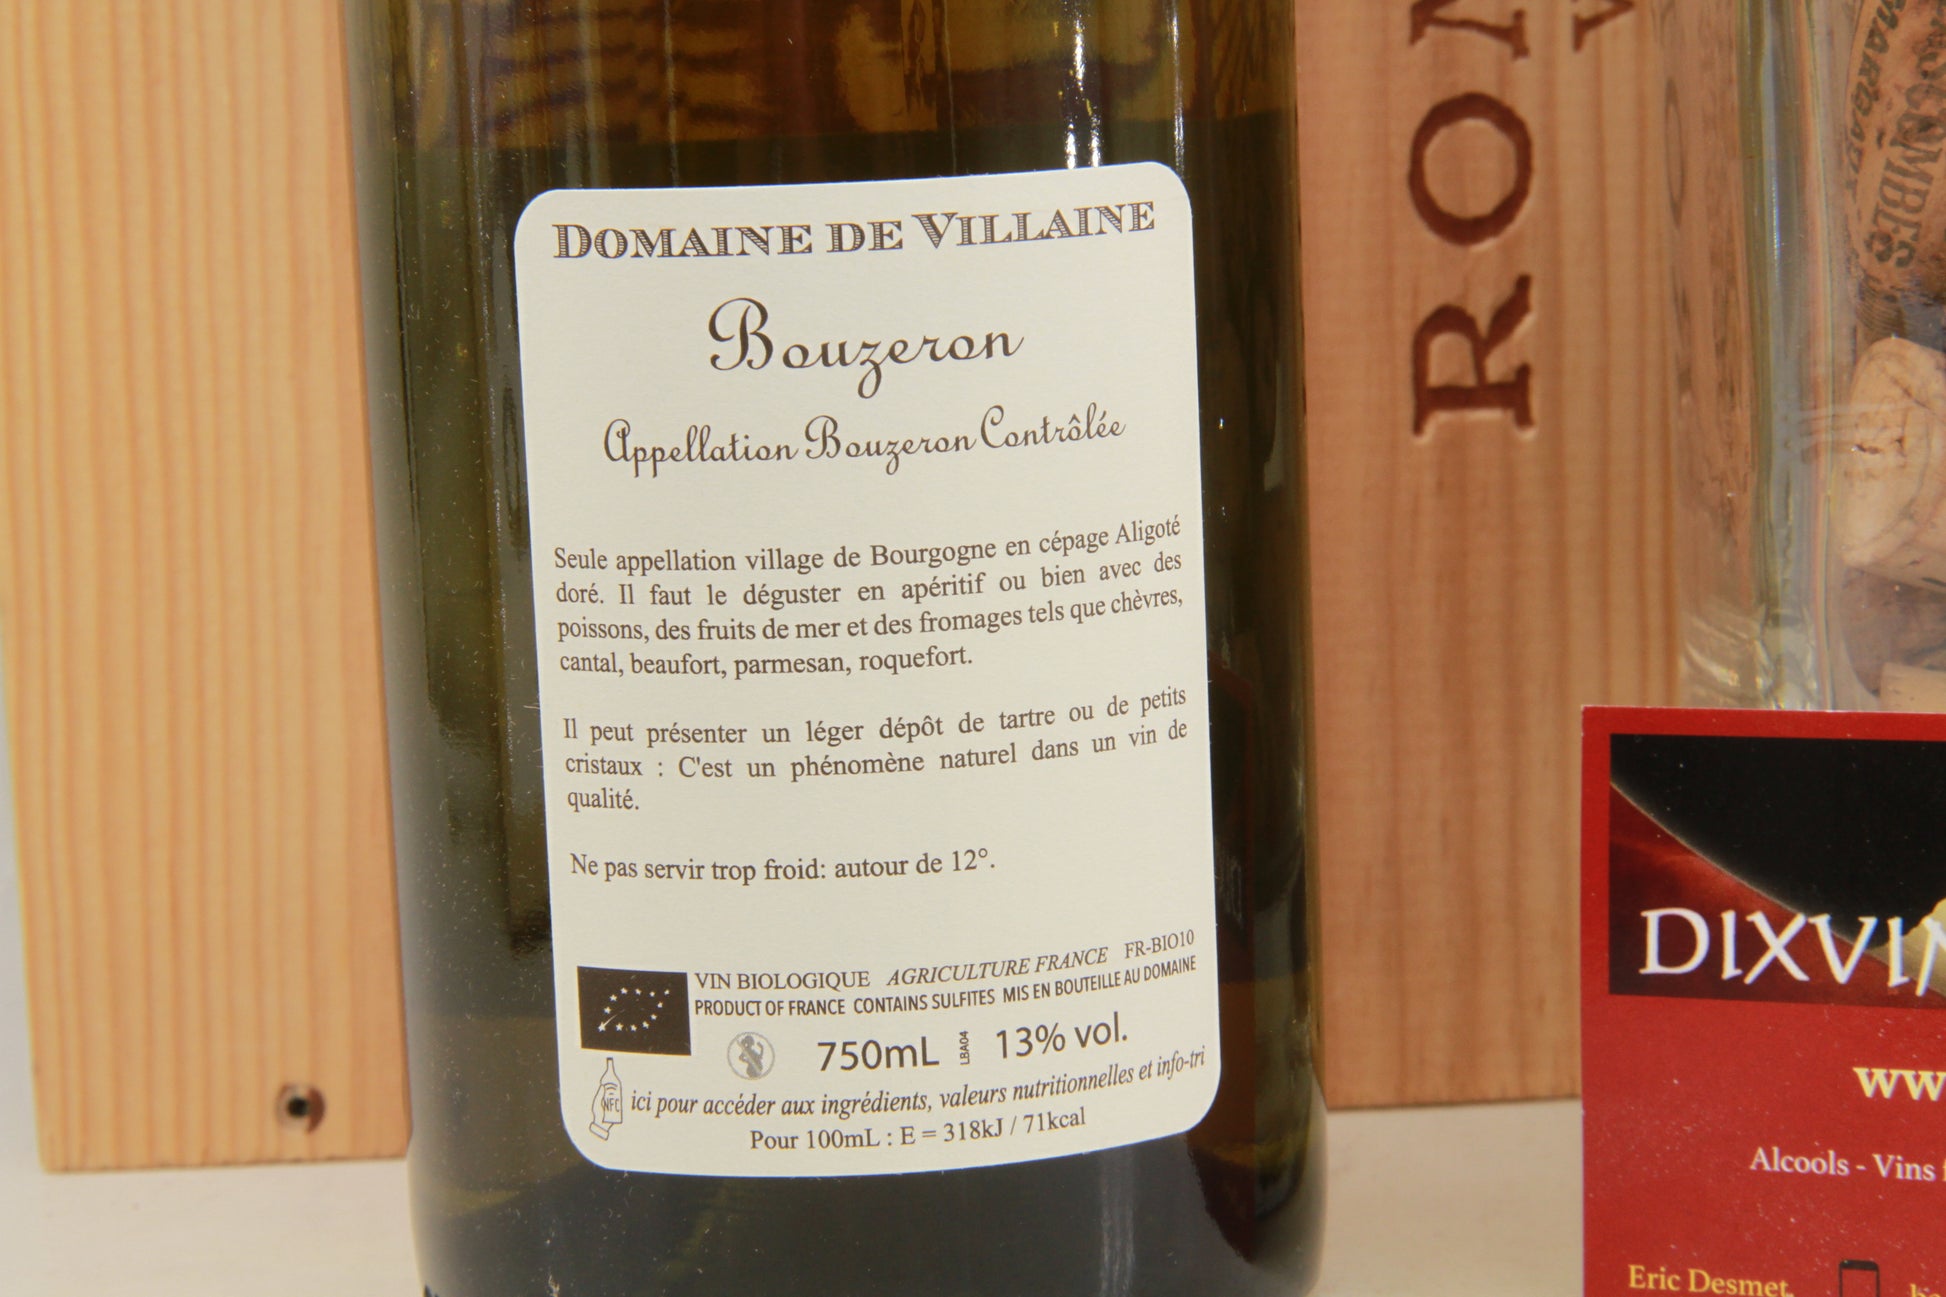 DOMAINE DE VILLAINE
Bouzeron
Appellation Bouzeron Contrôlée
Seule appellation village de Bourgogne en cépage Aligoté
doré. Il faut le déguster en apéritif ou bien avec des
poissons, des fruits de mer et des fromages tels que chèvres,
cantal, beaufort, parmesan, roquefort.
Il peut présenter un léger dépôt de tartre ou de petits
cristaux : C'est un phénomène naturel dans un vin de
qualité.
Ne pas servir trop froid: autour de 12°.
VIN BIOLOGIQUE AGRICULTURE FRANCE FR-BIO10
PRODUCT OF FRANCE CONTAINS SULFITES MIS EN BOUTEILLE AU DOMAINE
750mL LBA04 13% vol.
NFC ici pour accéder aux ingrédients, valeurs nutritionnelles et info-tri
Pour 100mL : E = 318kJ / 71kcal
ROM
MARGAUX
DIXVIN
www.
Alcools - Vins
Eric Desmet